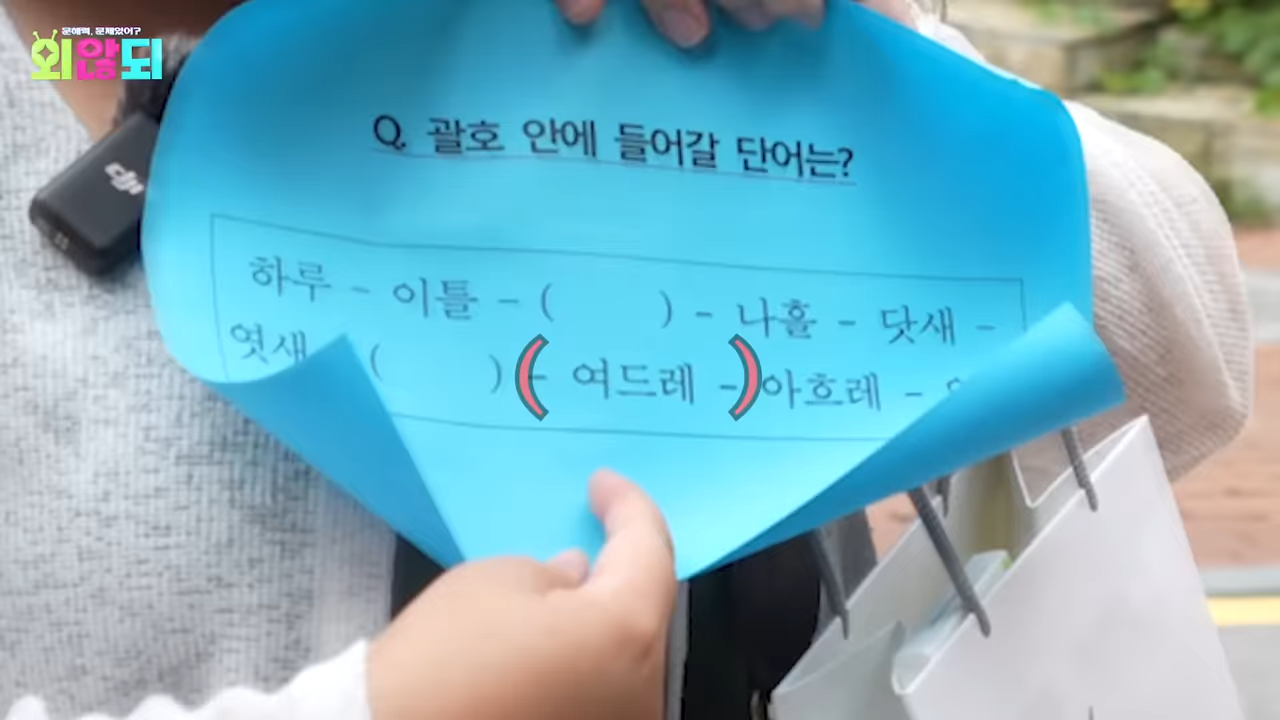 문해력, 문제있어?
외않되
dji
Q. 괄호 안에 들어갈 단어는?
하루 - 이틀 - ( ) - 나흘 - 닷새 -
엿새 ( ) - 여드레 - 아흐레 -
( )